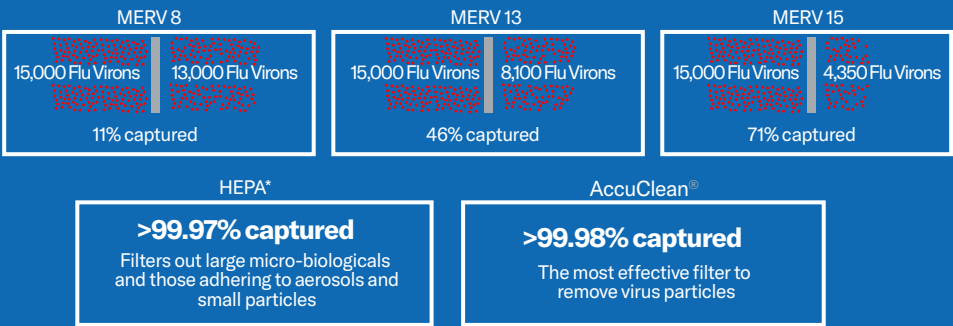 MERV 8
MERV 13
MERV 15
15,000 Flu Virons
13,000 Flu Virons
15,000 Flu Virons
8,100 Flu Virons
15,000 Flu Virons
4,350 Flu Virons
11% captured
46% captured
71% captured
HEPA*
AccuClean®
>99.97% captured
Filters out large micro-biologicals
and those adhering to aerosols and
small particles
>99.98% captured
The most effective filter to
remove virus particles